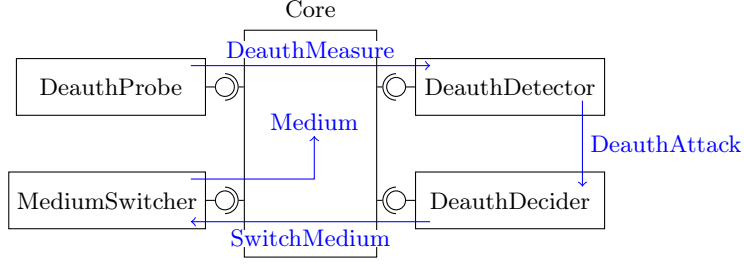 Core
DeauthMeasure
DeauthProbe
DeauthDetector
Medium
DeauthAttack
MediumSwitcher
DeauthDecider
SwitchMedium